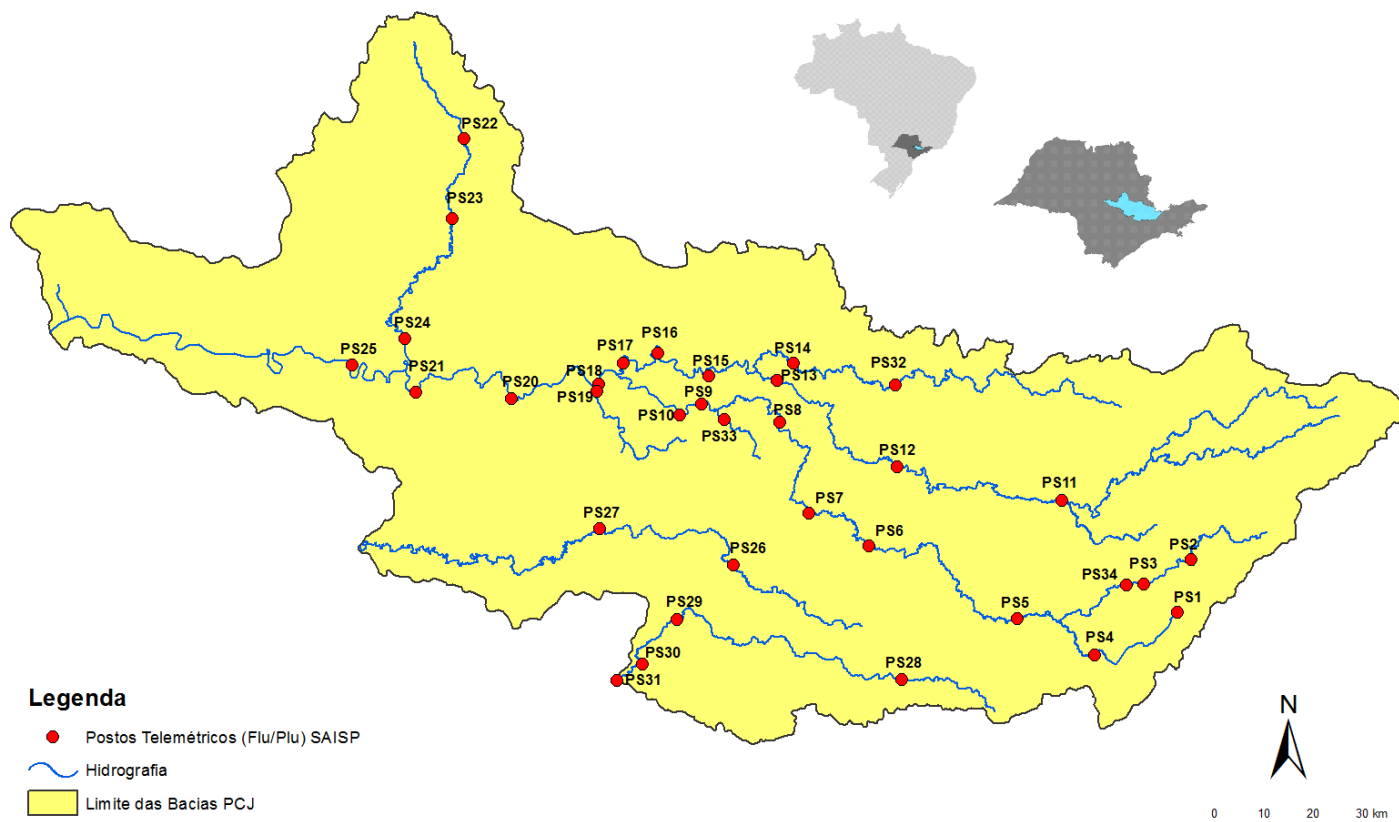 PS22
PS23
PS24
PS25
PS21
PS20
PS18
PS19
PS17
PS16
PS15
PS14
PS13
PS32
PS9
PS10
PS33
PS8
PS12
PS11
PS7
PS6
PS27
PS26
PS2
PS3
PS34
PS1
PS5
PS4
PS29
PS30
PS31
PS28
Legenda
Postos Telemétricos (Flu/Plu) SAISP
Hidrografia
Limite das Bacias PCJ
N
0 10 20 30 km